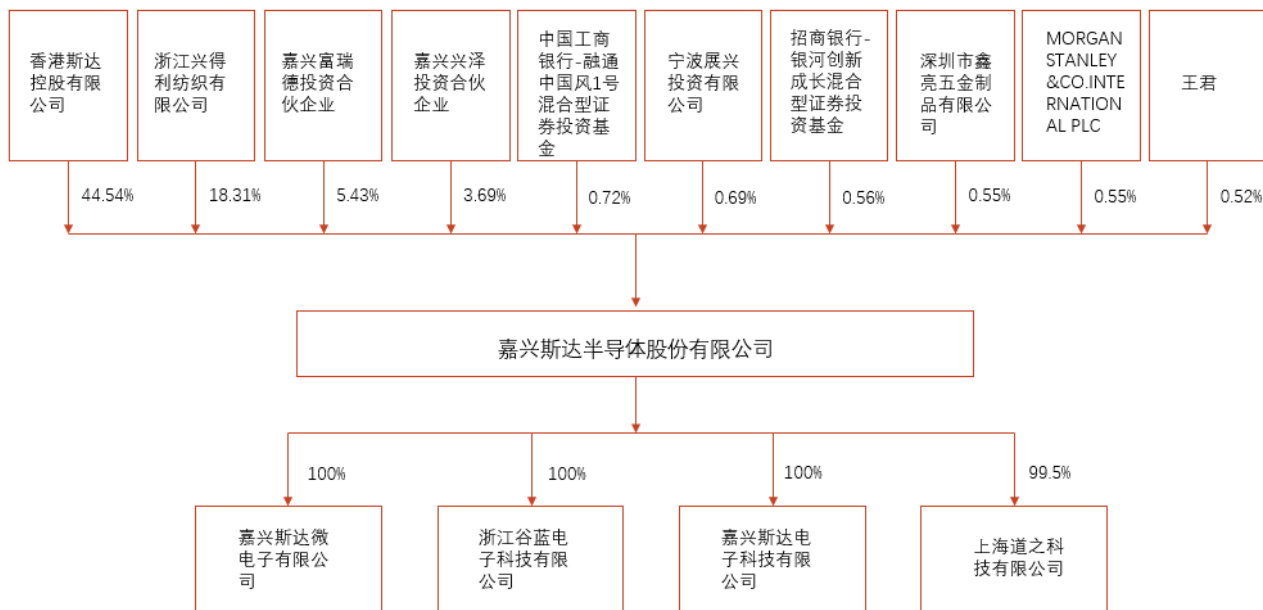 香港斯达
控股有限
公司
浙江兴得
利纺织有
限公司
嘉兴富瑞
德投资合
伙企业
嘉兴兴泽
投资合伙
企业
中国工商
银行-融通
中国风1号
混合型证
券投资基
金
宁波展兴
投资有限
公司
招商银行-
银河创新
成长混合
型证券投
资基金
深圳市鑫
亮五金制
品有限公
司
MORGAN
STANLEY
&CO.INTE
RNATION
AL PLC
王君
44.54%
18.31%
5.43%
3.69%
0.72%
0.69%
0.56%
0.55%
0.55%
0.52%
嘉兴斯达半导体股份有限公司
100%
100%
100%
99.5%
嘉兴斯达微
电子有限公
司
浙江谷蓝电
子科技有限
公司
嘉兴斯达电
子科技有限
公司
上海道之科
技有限公司